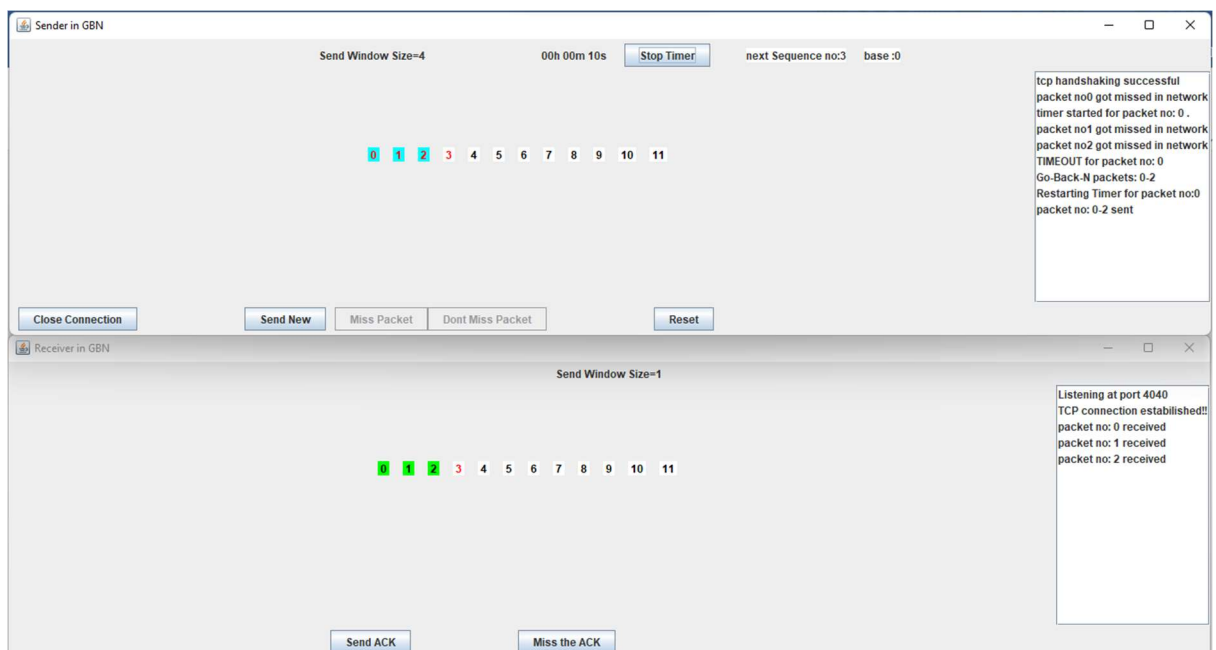 Sender in GBN
Send Window Size=4 00h 00m 10s Stop Timer next Sequence no:3 base :0
tcp handshaking successful
packet no0 got missed in network
timer started for packet no: 0 .
packet no1 got missed in network
packet no2 got missed in network
TIMEOUT for packet no: 0
Go-Back-N packets: 0-2
Restarting Timer for packet no:0
packet no: 0-2 sent
0 1 2 3 4 5 6 7 8 9 10 11
Close Connection Send New Miss Packet Dont Miss Packet Reset
Receiver in GBN
Send Window Size=1
Listening at port 4040
TCP connection estabilished!!
packet no: 0 received
packet no: 1 received
packet no: 2 received
0 1 2 3 4 5 6 7 8 9 10 11
Send ACK Miss the ACK